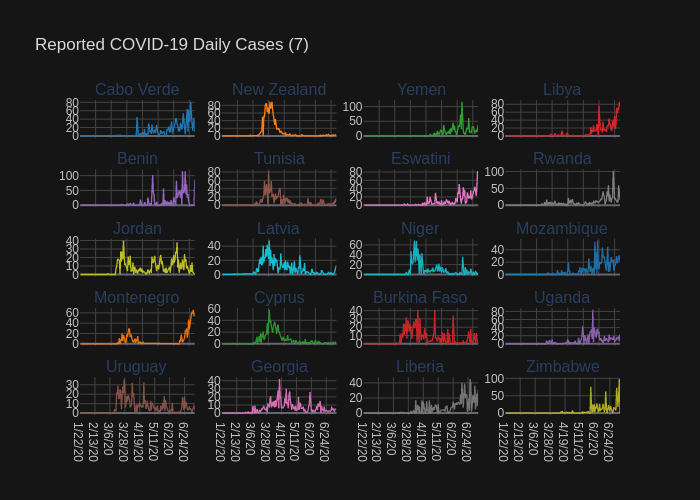 Reported COVID-19 Daily Cases (7)
Cabo Verde New Zealand Yemen Libya
80 60 40 20 0
80 60 40 20 0
100 50 0
80 60 40 20 0
Benin Tunisia Eswatini Rwanda
100 50 0
80 60 40 20 0
80 60 40 20 0
100 50 0
Jordan Latvia Niger Mozambique
40 30 20 10 0
40 20 0
60 40 20 0
40 20 0
Montenegro Cyprus Burkina Faso Uganda
60 40 20 0
60 40 20 0
40 30 20 10 0
80 60 40 20 0
Uruguay Georgia Liberia Zimbabwe
30 20 10 0
40 30 20 10 0
40 20 0
100 50 0
1/22/20 2/13/20 3/6/20 3/28/20 4/19/20 5/11/20 6/2/20 6/24/20
1/22/20 2/13/20 3/6/20 3/28/20 4/19/20 5/11/20 6/2/20 6/24/20
1/22/20 2/13/20 3/6/20 3/28/20 4/19/20 5/11/20 6/2/20 6/24/20
1/22/20 2/13/20 3/6/20 3/28/20 4/19/20 5/11/20 6/2/20 6/24/20